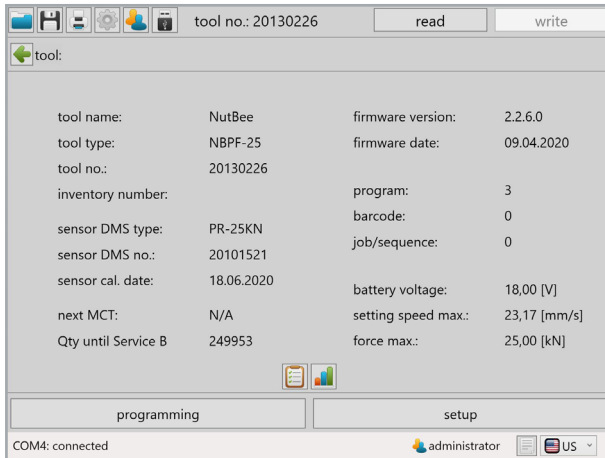 tool no.: 20130226 read write
tool:
tool name: NutBee firmware version: 2.2.6.0
tool type: NBPF-25 firmware date: 09.04.2020
tool no.: 20130226
inventory number: program: 3
barcode: 0
sensor DMS type: PR-25KN
job/sequence: 0
sensor DMS no.: 20101521
sensor cal. date: 18.06.2020
battery voltage: 18,00 [V]
next MCT: N/A setting speed max.: 23,17 [mm/s]
Qty until Service B 249953 force max.: 25,00 [kN]
programming setup
COM4: connected administrator US